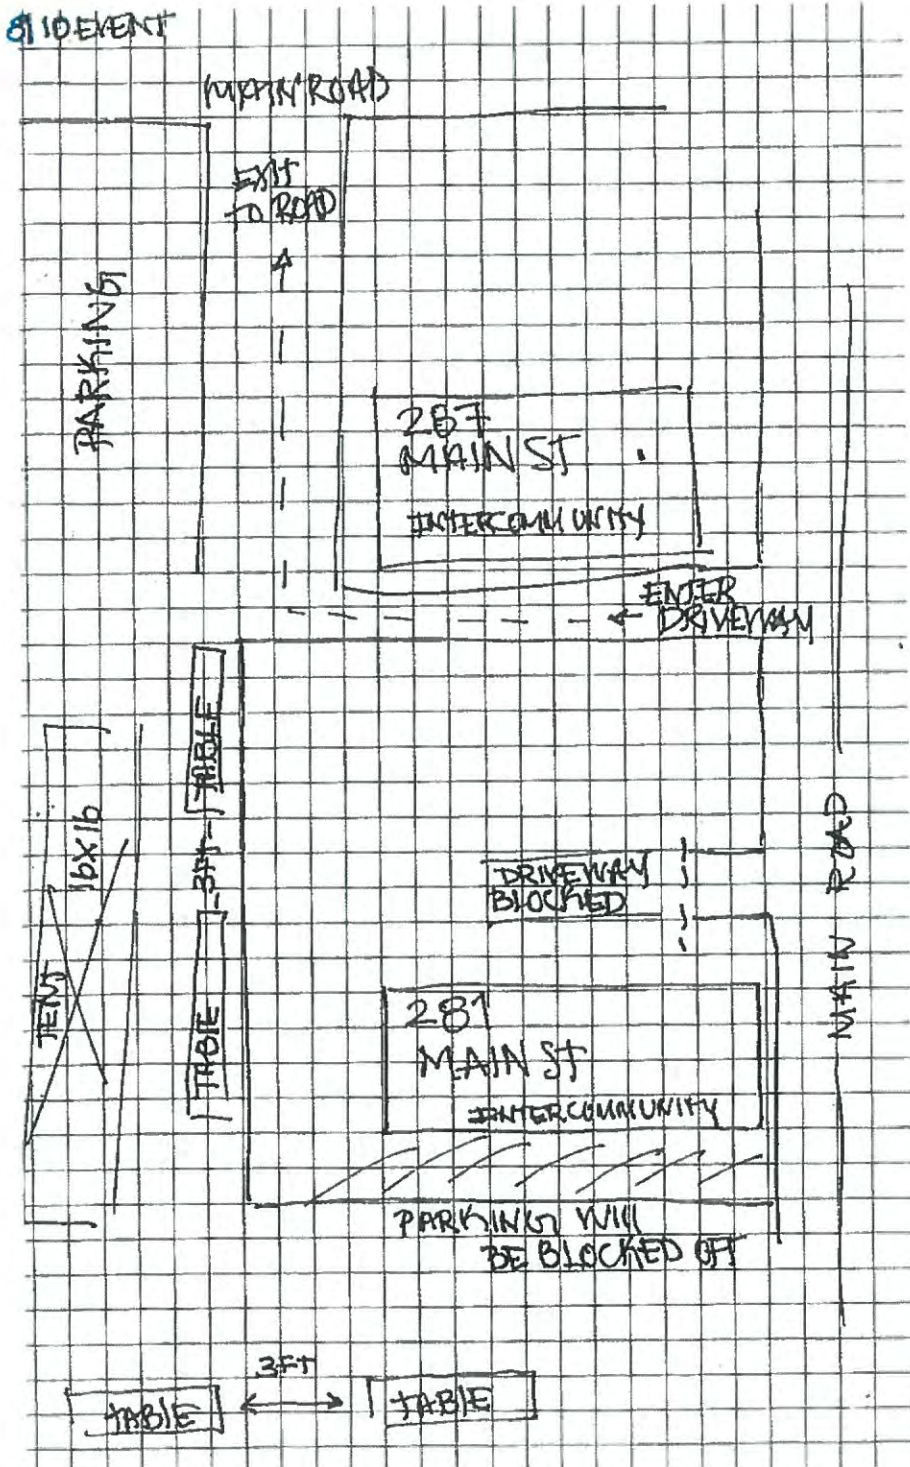 8/10 EVENT
MAIN ROAD
EXIT
TO ROAD
PARKING
287
MAIN ST
INTERCOMMUNITY
ENTER
DRIVEWAY
TABLE
3FT
16X16
TENT
TABLE
DRIVEWAY
BLOCKED
MAIN ROAD
281
MAIN ST
INTERCOMMUNITY
PARKING WILL
BE BLOCKED OFF
3FT
TABLE
TABLE